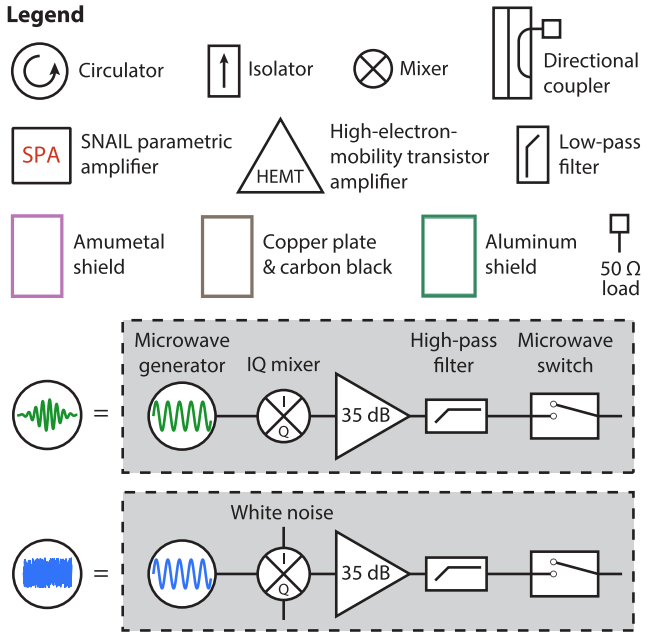 Legend
Circulator
Isolator
Mixer
Directional
coupler
SPA
SNAIL parametric
amplifier
HEMT
High-electron-
mobility transistor
amplifier
Low-pass
filter
Amumetal
shield
Copper plate
& carbon black
Aluminum
shield
50 Ω
load
Microwave
generator
IQ mixer
High-pass
filter
Microwave
switch
=
I
Q
35 dB
White noise
=
I
Q
35 dB